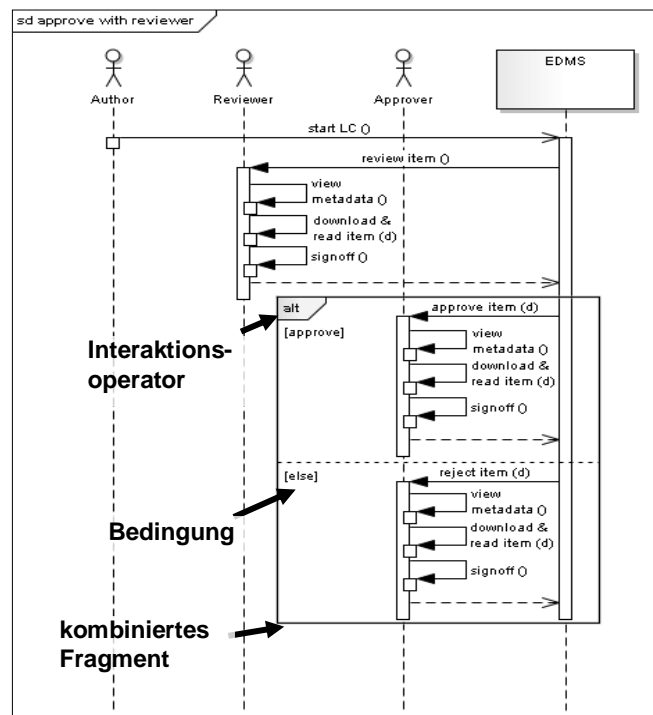 sd approve with reviewer
EDMS
Author
Reviewer
Approver
start LC ()
review item ()
view
metadata ()
download &
read item (d)
signoff ()
alt
approve item (d)
[approve]
view
metadata ()
download &
read item (d)
signoff ()
Interaktions-
operator
[else]
reject item (d)
view
metadata ()
download &
read item (d)
signoff ()
Bedingung
kombiniertes
Fragment